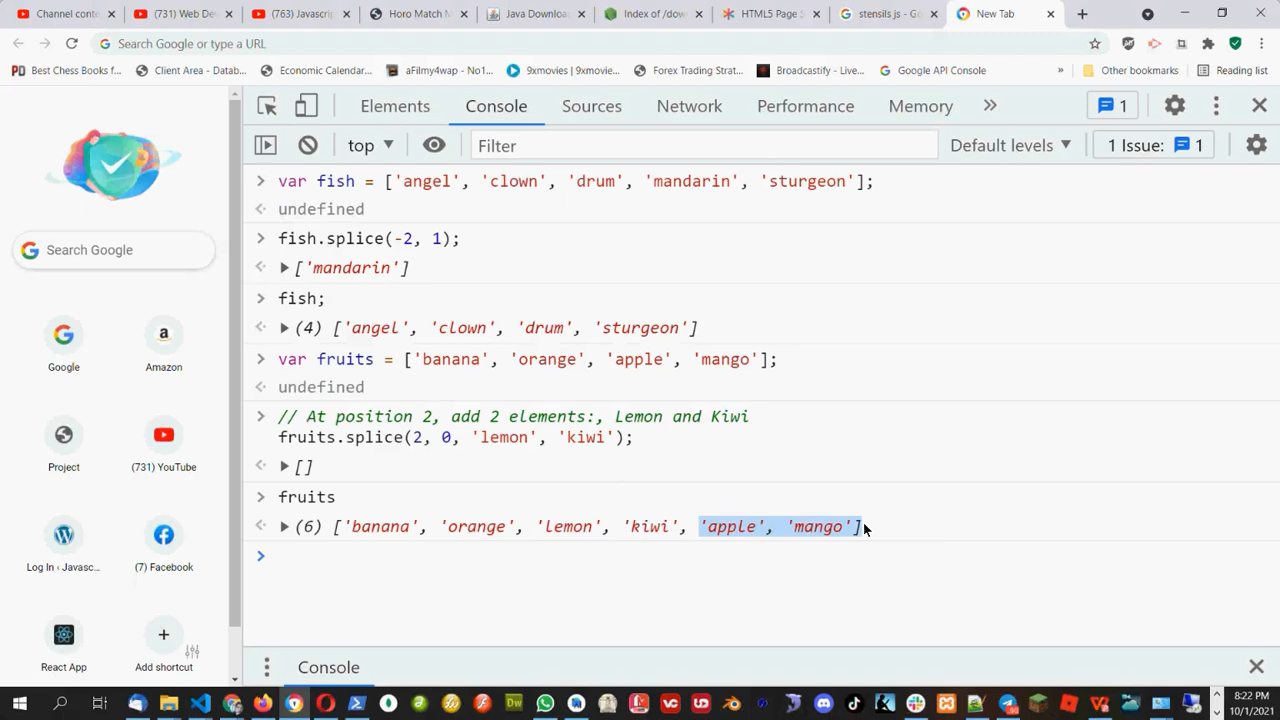 Channel conte
(731) Web De
(763) Javascrip
Horo Match M
Java Downloa
Index of /dow
HTML5 Page S
stensils js - Go
New Tab
Search Google or type a URL
Best Chess Books f...
Client Area - Datab...
Economic Calendar...
aFilmy4wap - No1...
9xmovies | 9xmovie...
Forex Trading Strat...
Broadcastify - Live...
Google API Console
»
Other bookmarks
Reading list
Elements
Console
Sources
Network
Performance
Memory
»
1
top
Filter
Default levels
1 Issue:
1
> var fish = ['angel', 'clown', 'drum', 'mandarin', 'sturgeon'];
undefined
> fish.splice(-2, 1);
['mandarin']
> fish;
(4) ['angel', 'clown', 'drum', 'sturgeon']
> var fruits = ['banana', 'orange', 'apple', 'mango'];
undefined
> // At position 2, add 2 elements:, Lemon and Kiwi
fruits.splice(2, 0, 'lemon', 'kiwi');
[]
> fruits
(6) ['banana', 'orange', 'lemon', 'kiwi', 'apple', 'mango']
>
Console
Search Google
Google
Amazon
Project
(731) YouTube
Log In ‹ Javasc...
(7) Facebook
React App
Add shortcut
8:22 PM
10/1/2021